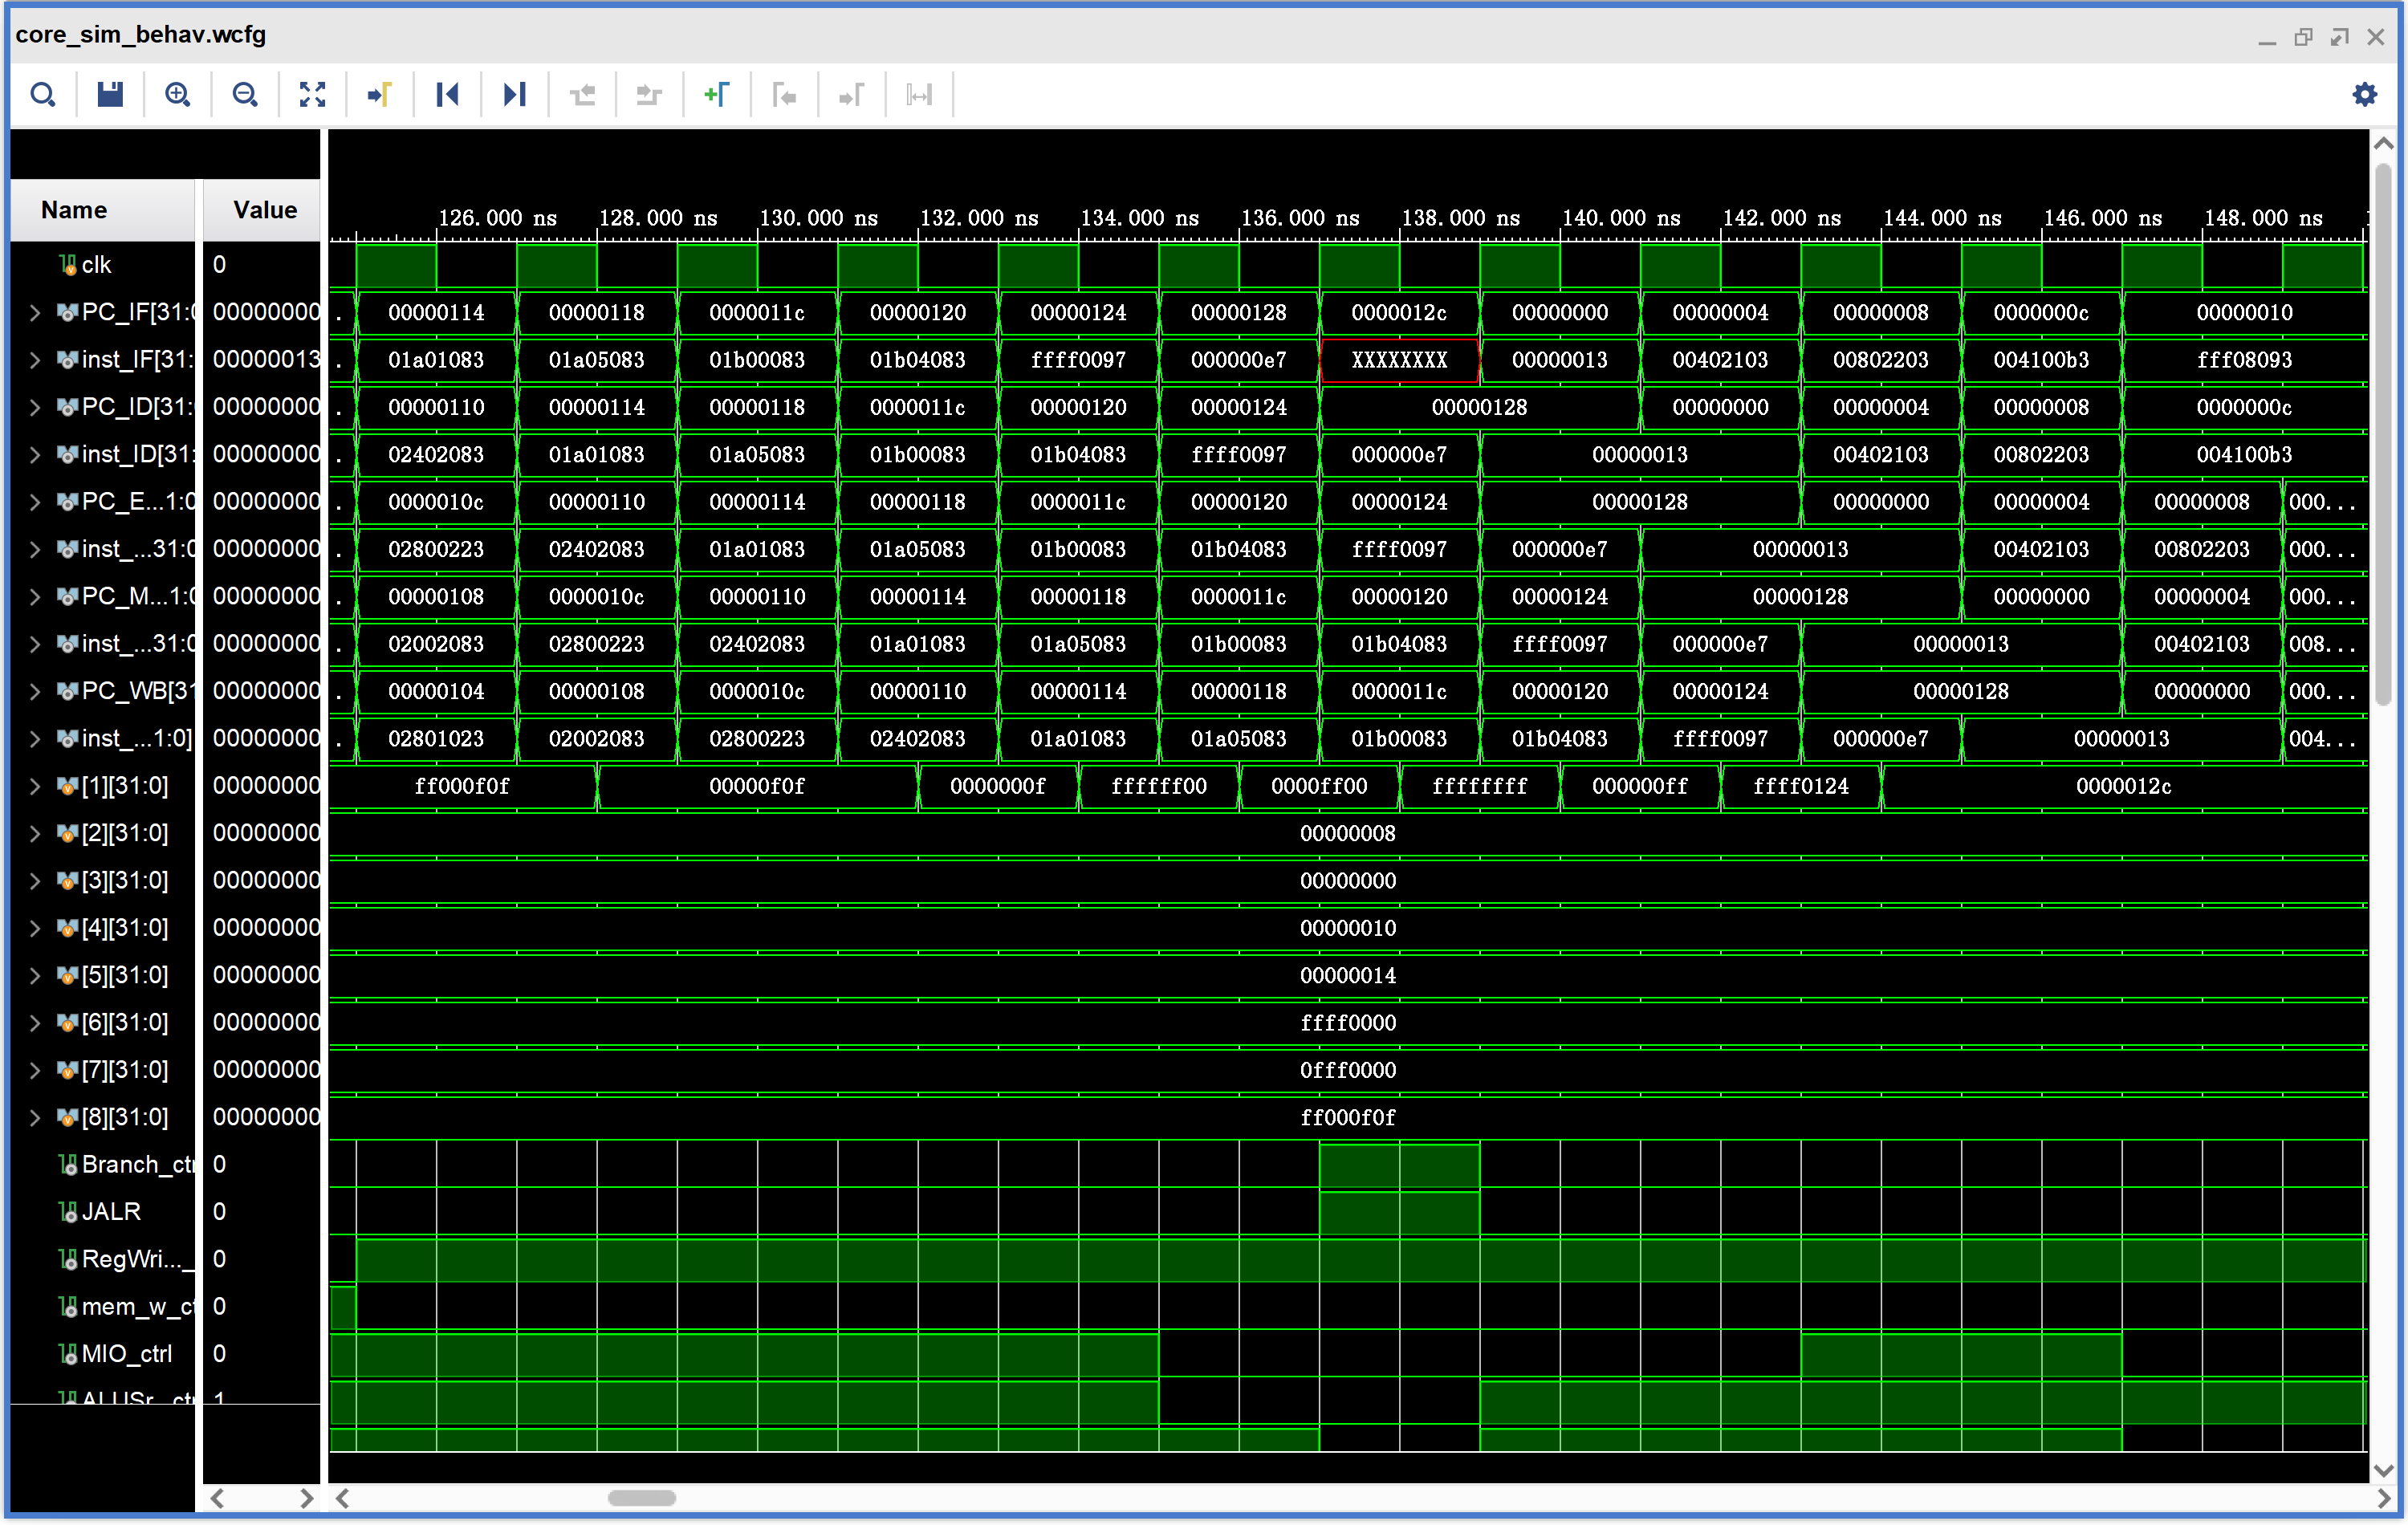 core_sim_behav.wcfg
Name Value
126.000 ns 128.000 ns 130.000 ns 132.000 ns 134.000 ns 136.000 ns 138.000 ns 140.000 ns 142.000 ns 144.000 ns 146.000 ns 148.000 ns
clk 0
PC_IF[31:0 00000000 . 00000114 00000118 0000011c 00000120 00000124 00000128 0000012c 00000000 00000004 00000008 0000000c 00000010
inst_IF[31: 00000013 . 01a01083 01a05083 01b00083 01b04083 ffff0097 000000e7 XXXXXXXX 00000013 00402103 00802203 004100b3 fff08093
PC_ID[31: 00000000 . 00000110 00000114 00000118 0000011c 00000120 00000124 00000128 00000000 00000004 00000008 0000000c
inst_ID[31: 00000000 . 02402083 01a01083 01a05083 01b00083 01b04083 ffff0097 000000e7 00000013 00402103 00802203 004100b3
PC_E...1:0 00000000 . 0000010c 00000110 00000114 00000118 0000011c 00000120 00000124 00000128 00000000 00000004 00000008 000...
inst_...31:0 00000000 . 02800223 02402083 01a01083 01a05083 01b00083 01b04083 ffff0097 000000e7 00000013 00402103 00802203 000...
PC_M...1:0 00000000 . 00000108 0000010c 00000110 00000114 00000118 0000011c 00000120 00000124 00000128 00000000 00000004 000...
inst_...31:0 00000000 . 02002083 02800223 02402083 01a01083 01a05083 01b00083 01b04083 ffff0097 000000e7 00000013 00402103 008...
PC_WB[31 00000000 . 00000104 00000108 0000010c 00000110 00000114 00000118 0000011c 00000120 00000124 00000128 00000000 000...
inst_...1:0] 00000000 . 02801023 02002083 02800223 02402083 01a01083 01a05083 01b00083 01b04083 ffff0097 000000e7 00000013 004...
[1][31:0] 00000000 ff000f0f 00000f0f 0000000f ffffff00 0000ff00 ffffffff 000000ff ffff0124 0000012c
[2][31:0] 00000000 00000008
[3][31:0] 00000000 00000000
[4][31:0] 00000000 00000010
[5][31:0] 00000000 00000014
[6][31:0] 00000000 ffff0000
[7][31:0] 00000000 0fff0000
[8][31:0] 00000000 ff000f0f
Branch_ctr 0
JALR 0
RegWri..._ 0
mem_w_ct 0
MIO_ctrl 0
ALUSr...ctr 1